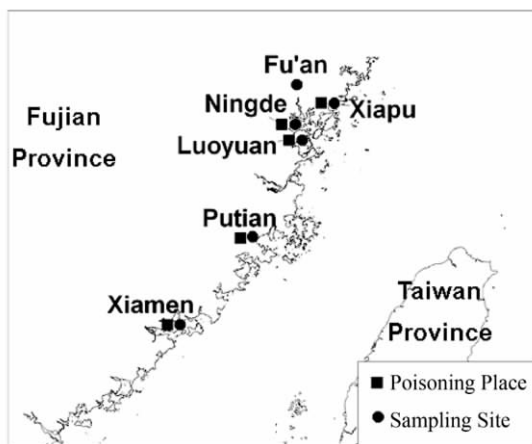 Fu'an
Ningde
Xiapu
Fujian
Province
Luoyuan
Putian
Xiamen
Taiwan
Province
Poisoning Place
Sampling Site